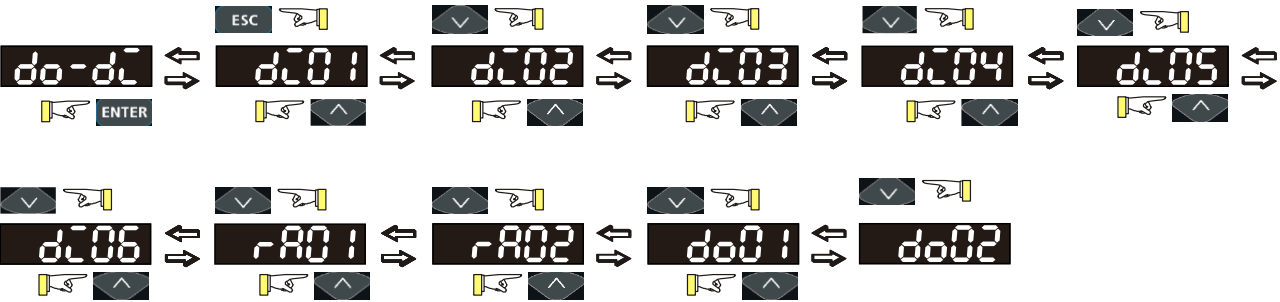 ESC
do-di di01 di02 di03 di04 di05
ENTER
di06 rA01 rA02 do01 do02